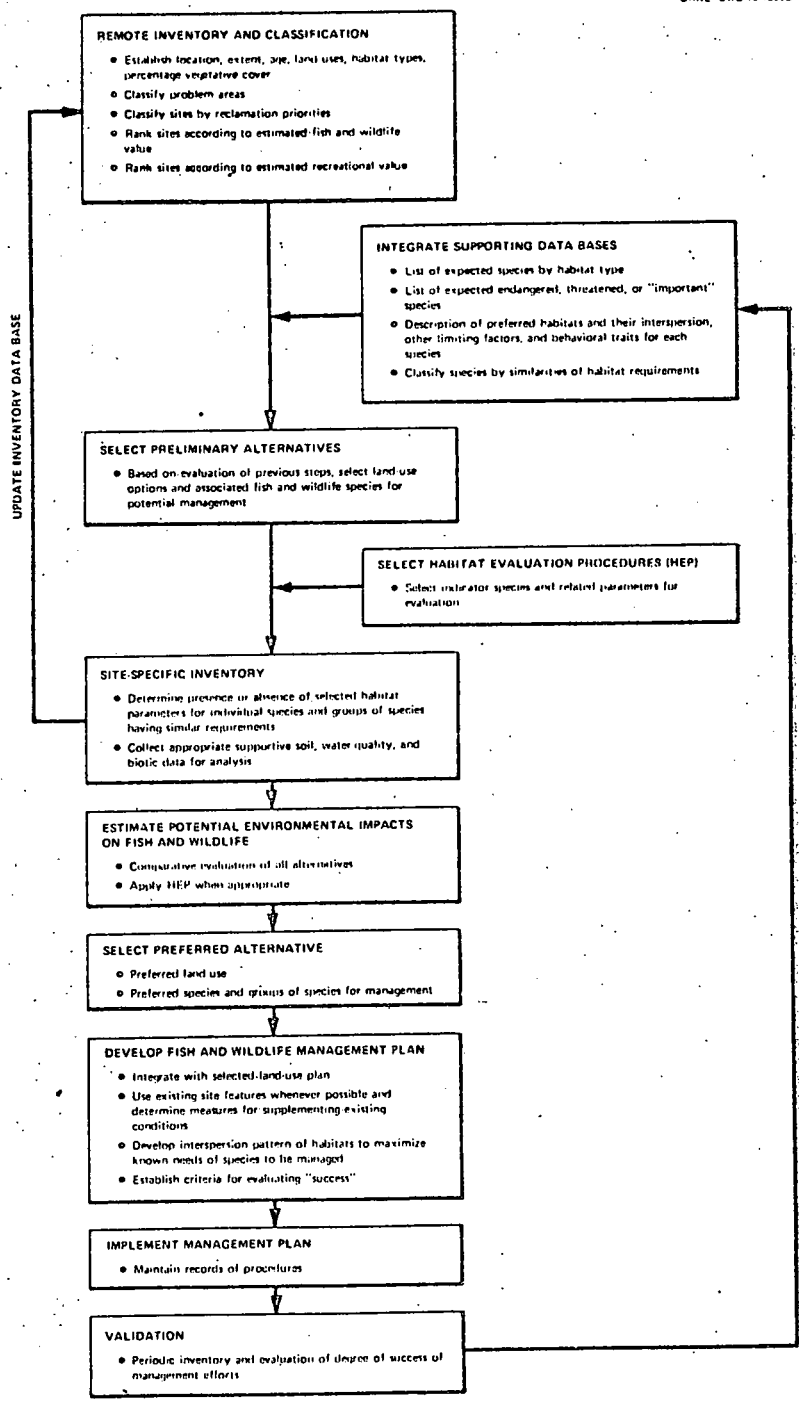 REMOTE INVENTORY AND CLASSIFICATION
• Establish location, extent, age, land uses, habitat types,
percentage vegetative cover
• Classify problem areas
• Classify sites by reclamation priorities
• Rank sites according to estimated fish and wildlife
value
• Rank sites according to estimated recreational value
INTEGRATE SUPPORTING DATA BASES
• List of expected species by habitat type
• List of expected endangered, threatened, or "important"
species
• Description of preferred habitats and their interspersion,
other limiting factors, and behavioral traits for each
species
• Classify species by similarities of habitat requirements
UPDATE INVENTORY DATA BASE
SELECT PRELIMINARY ALTERNATIVES
• Based on evaluation of previous steps, select land-use
options and associated fish and wildlife species for
potential management
SELECT HABITAT EVALUATION PROCEDURES (HEP)
• Select indicator species and related parameters for
evaluation
SITE-SPECIFIC INVENTORY
• Determine presence or absence of selected habitat
parameters for individual species and groups of species
having similar requirements
• Collect appropriate supportive soil, water quality, and
biotic data for analysis
ESTIMATE POTENTIAL ENVIRONMENTAL IMPACTS
ON FISH AND WILDLIFE
• Comparative evaluation of all alternatives
• Apply HEP when appropriate
SELECT PREFERRED ALTERNATIVE
• Preferred land use
• Preferred species and groups of species for management
DEVELOP FISH AND WILDLIFE MANAGEMENT PLAN
• Integrate with selected-land-use plan
• Use existing site features whenever possible and
determine measures for supplementing existing
conditions
• Develop interspersion pattern of habitats to maximize
known needs of species to be managed
• Establish criteria for evaluating "success"
IMPLEMENT MANAGEMENT PLAN
• Maintain records of procedures
VALIDATION
• Periodic inventory and evaluation of degree of success of
management efforts